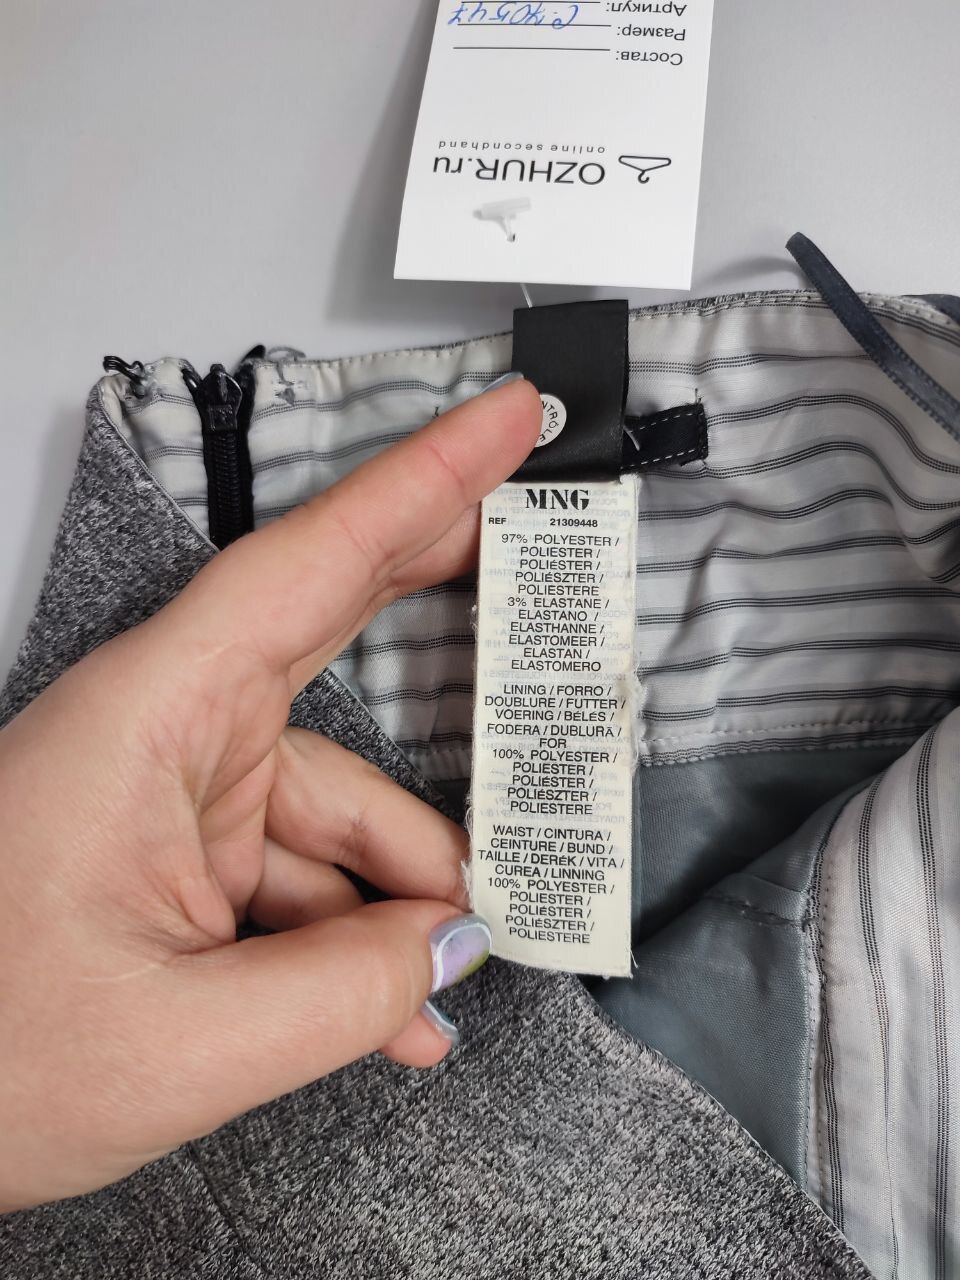 Артикул:
Размер:
Состав:
OZHUR.ru
online secondhand
MNG
REF 21309448
97% POLYESTER /
POLIESTER /
POLIÉSTER /
POLIÉSZTER /
POLIESTERE
3% ELASTANE /
ELASTANO /
ELASTHANNE /
ELASTOMEER /
ELASTAN /
ELASTOMERO
LINING / FORRO /
DOUBLURE / FUTTER /
VOERING / BÉLÉS /
FODERA / DUBLURĂ /
FOR
100% POLYESTER /
POLIESTER /
POLIÉSTER /
POLIÉSZTER /
POLIESTERE
WAIST / CINTURA /
CEINTURE / BUND /
TAILLE / DERÉK / VITA /
CUREA / LINNING
100% POLYESTER /
POLIESTER /
POLIÉSTER /
POLIÉSZTER /
POLIESTERE